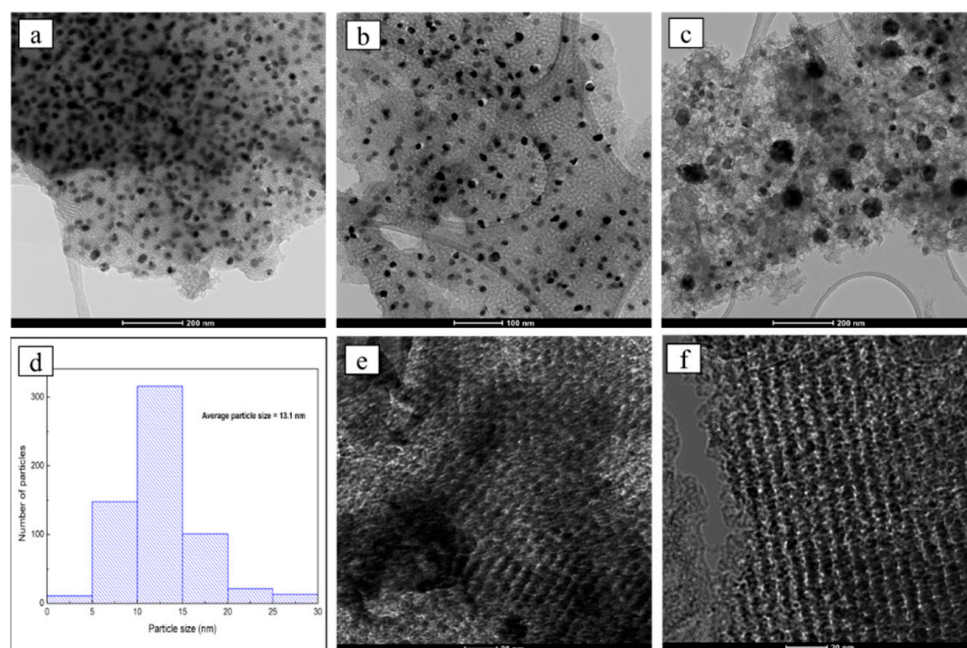 a
b
c
200 nm
100 nm
200 nm
d
Average particle size = 13.1 nm
Number of particles
300
200
100
0
0 5 10 15 20 25 30
Particle size (nm)
e
f
20 nm